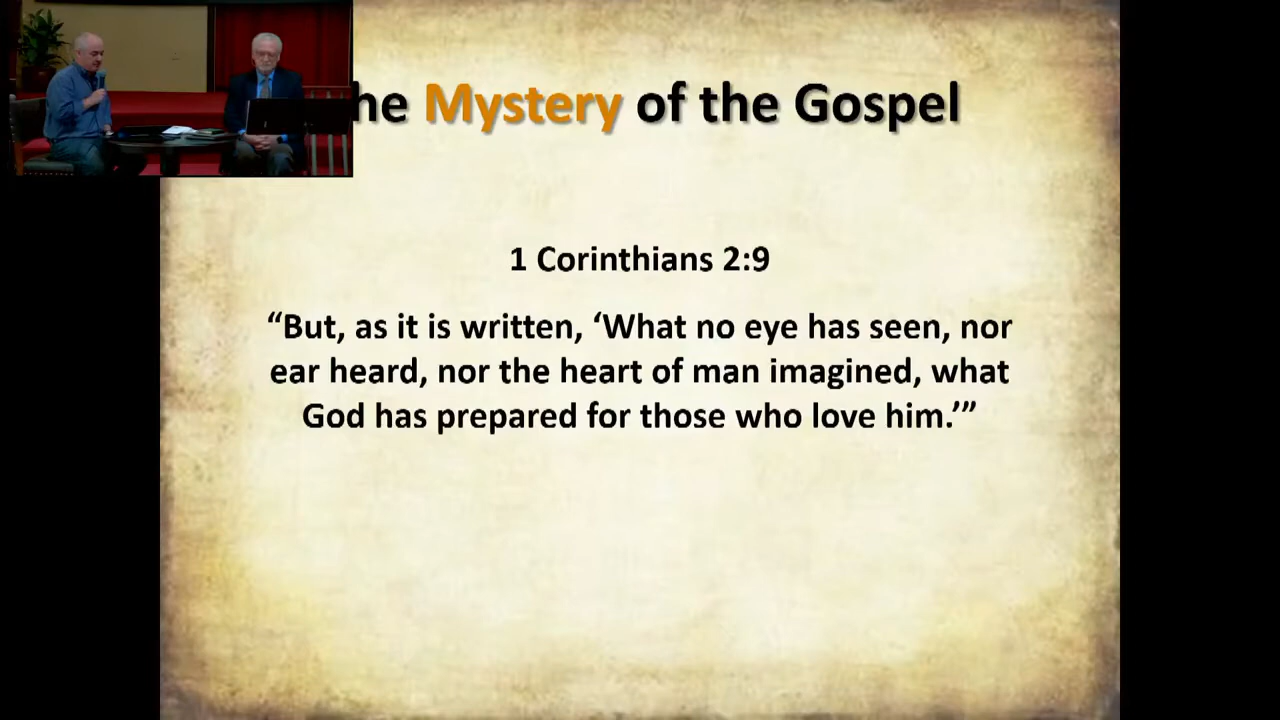 he Mystery of the Gospel
1 Corinthians 2:9
“But, as it is written, ‘What no eye has seen, nor
ear heard, nor the heart of man imagined, what
God has prepared for those who love him.’”